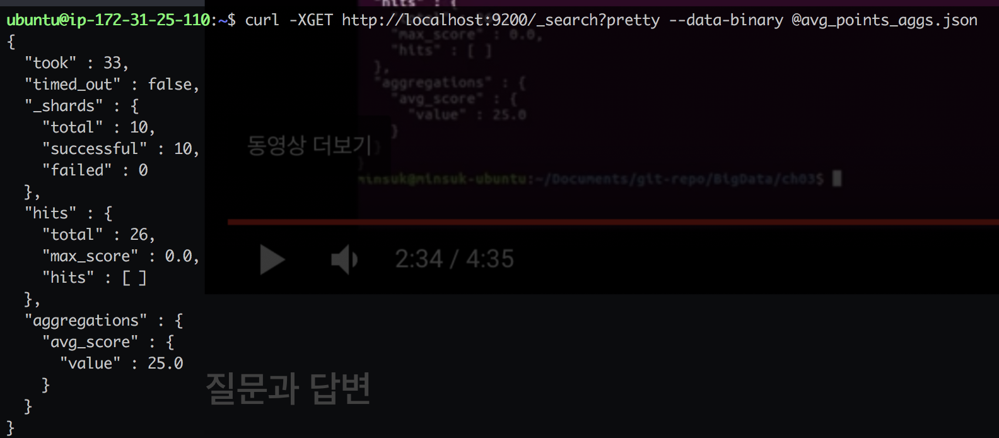 "hits" : {
ubuntu@ip-172-31-25-110:~$ curl -XGET http://localhost:9200/_search?pretty --data-binary @avg_points_aggs.json
{
  "took" : 33,
  "timed_out" : false,
  "_shards" : {
    "total" : 10,
    "successful" : 10,
    "failed" : 0
  },
  "hits" : {
    "total" : 26,
    "max_score" : 0.0,
    "hits" : [ ]
  },
  "aggregations" : {
    "avg_score" : {
      "value" : 25.0
    }
  }
}
"max_score" : 0.0,
"hits" : [ ]
},
"aggregations" : {
"avg_score" : {
"value" : 25.0
}
}
}
동영상 더보기
minsuk@minsuk-ubuntu:~/Documents/git-repo/BigData/ch03$
2:34 / 4:35
질문과 답변